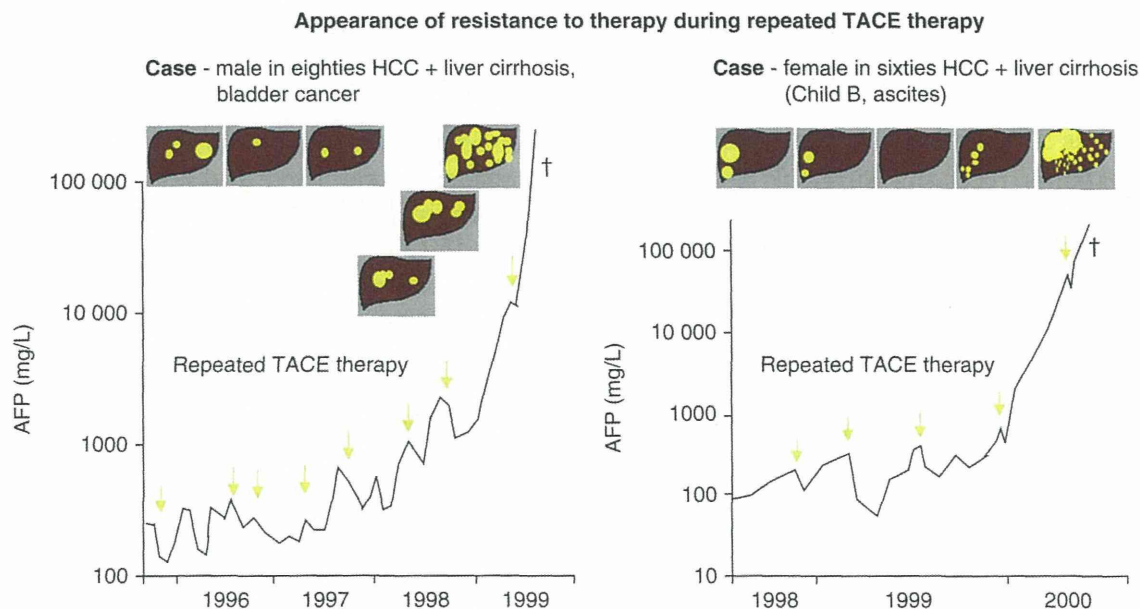 Appearance of resistance to therapy during repeated TACE therapy
Case - male in eighties HCC + liver cirrhosis,
bladder cancer
100 000
10 000
1000
100
AFP (mg/L)
Repeated TACE therapy
†
1996 1997 1998 1999
Case - female in sixties HCC + liver cirrhosis
(Child B, ascites)
100 000
10 000
1000
100
10
AFP (mg/L)
Repeated TACE therapy
†
1998 1999 2000